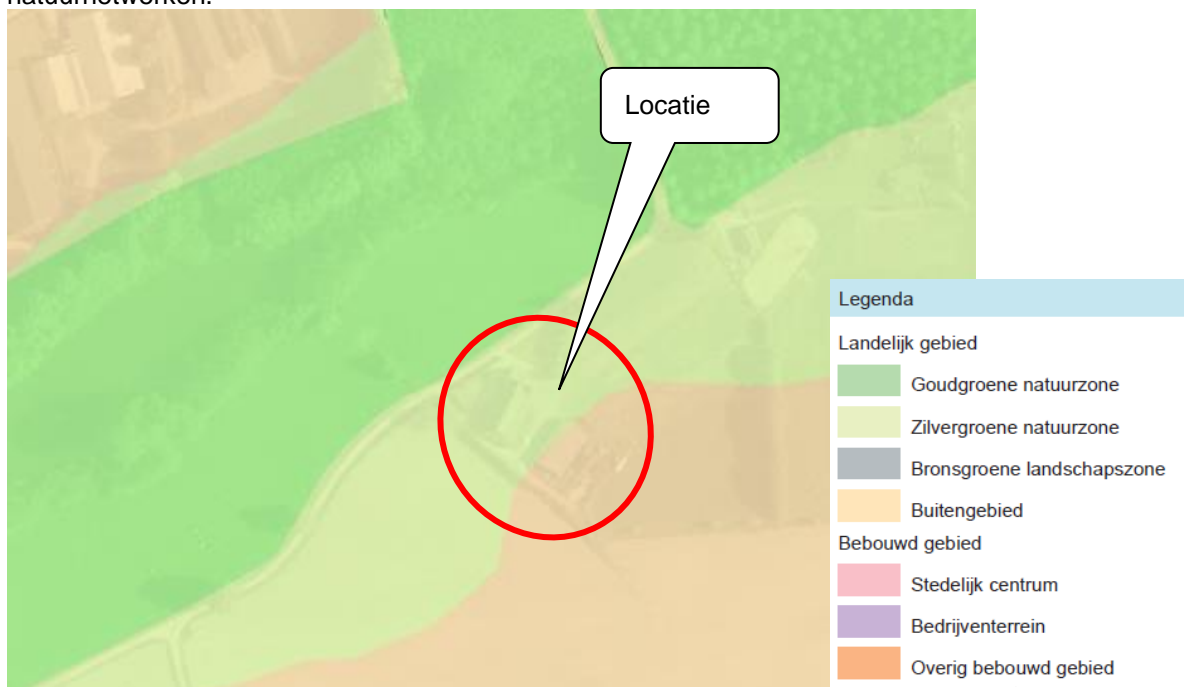 natuurnetwerken.
Locatie
Legenda
Landelijk gebied
Goudgroene natuurzone
Zilvergroene natuurzone
Bronsgroene landschapszone
Buitengebied
Bebouwd gebied
Stedelijk centrum
Bedrijventerrein
Overig bebouwd gebied